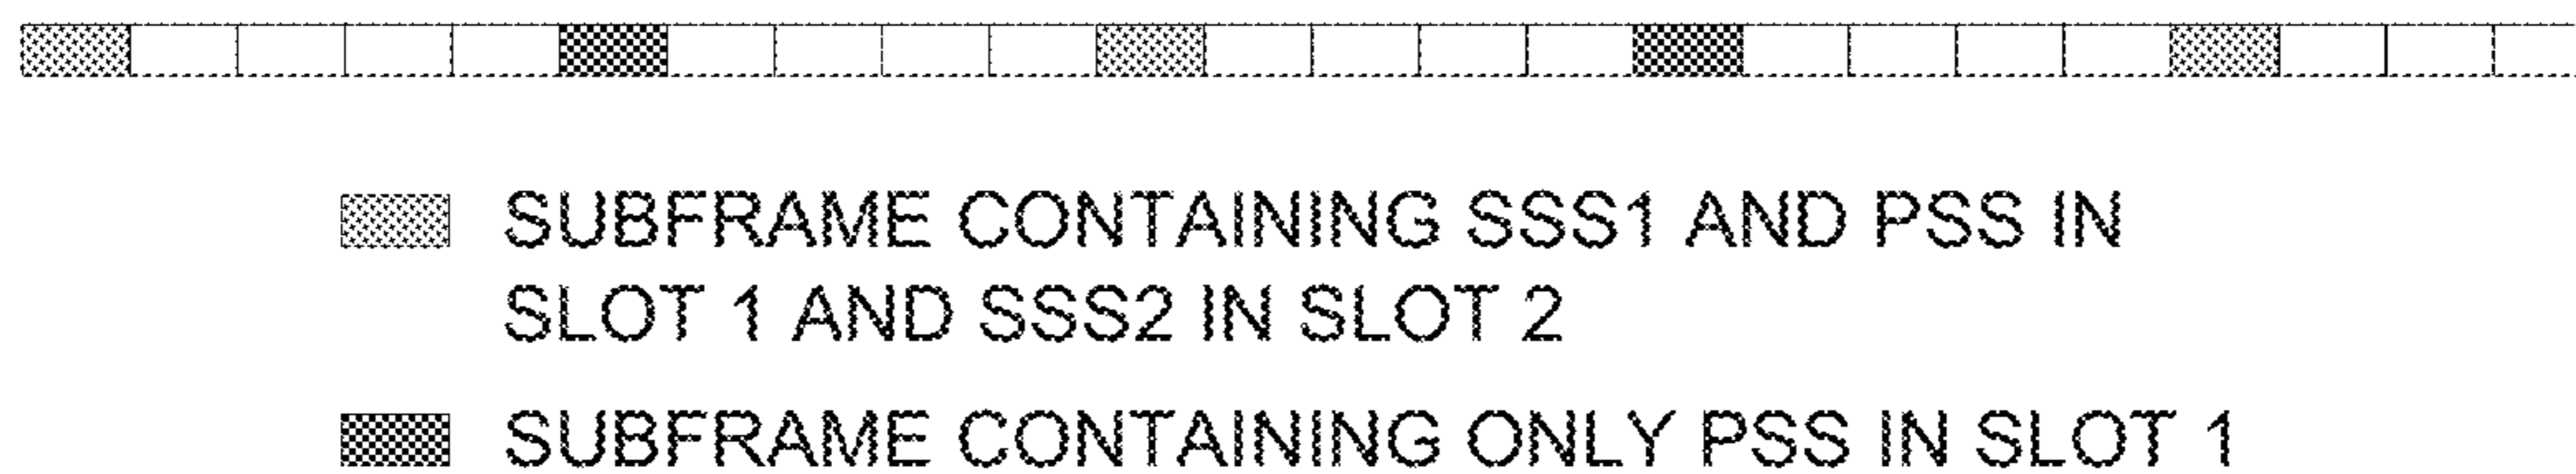 SUBFRAME CONTAINING SSS1 AND PSS IN
SLOT 1 AND SSS2 IN SLOT 2
SUBFRAME CONTAINING ONLY PSS IN SLOT 1